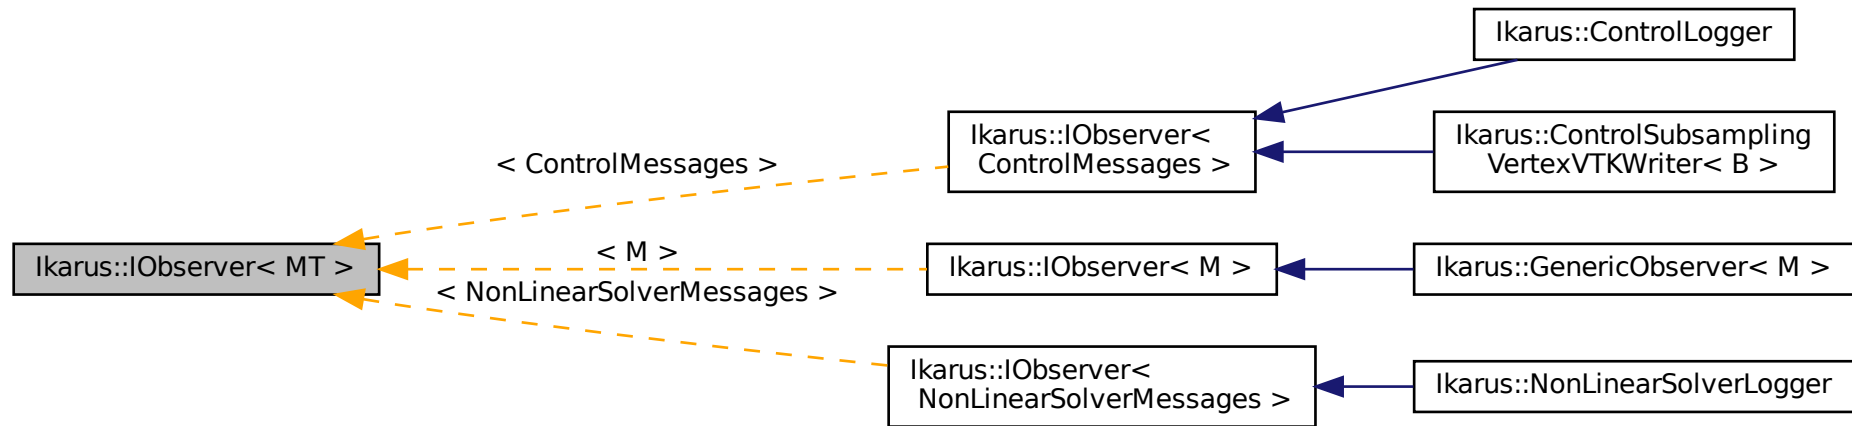 Ikarus::ControlLogger
Ikarus::IObserver<
ControlMessages >
Ikarus::ControlSubsampling
VertexVTKWriter< B >
< ControlMessages >
Ikarus::IObserver< MT >
< M >
Ikarus::IObserver< M >
Ikarus::GenericObserver< M >
< NonLinearSolverMessages >
Ikarus::IObserver<
NonLinearSolverMessages >
Ikarus::NonLinearSolverLogger